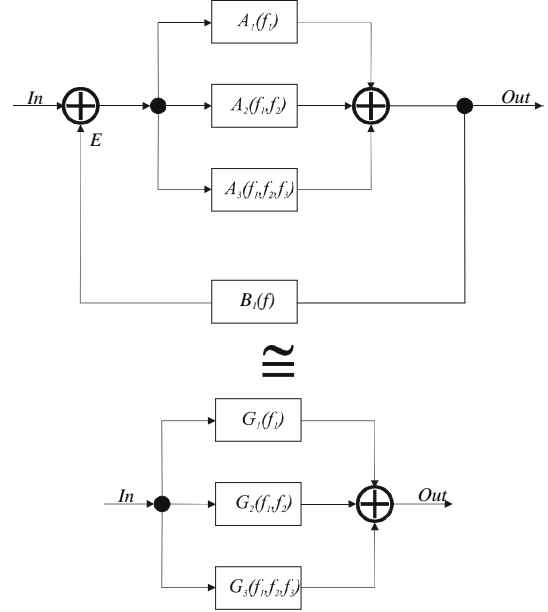 A₁(f₁)
In
A₂(f₁,f₂)
Out
E
A₃(f₁,f₂,f₃)
B₁(f)
≅
G₁(f₁)
In
G₂(f₁,f₂)
Out
G₃(f₁,f₂,f₃)